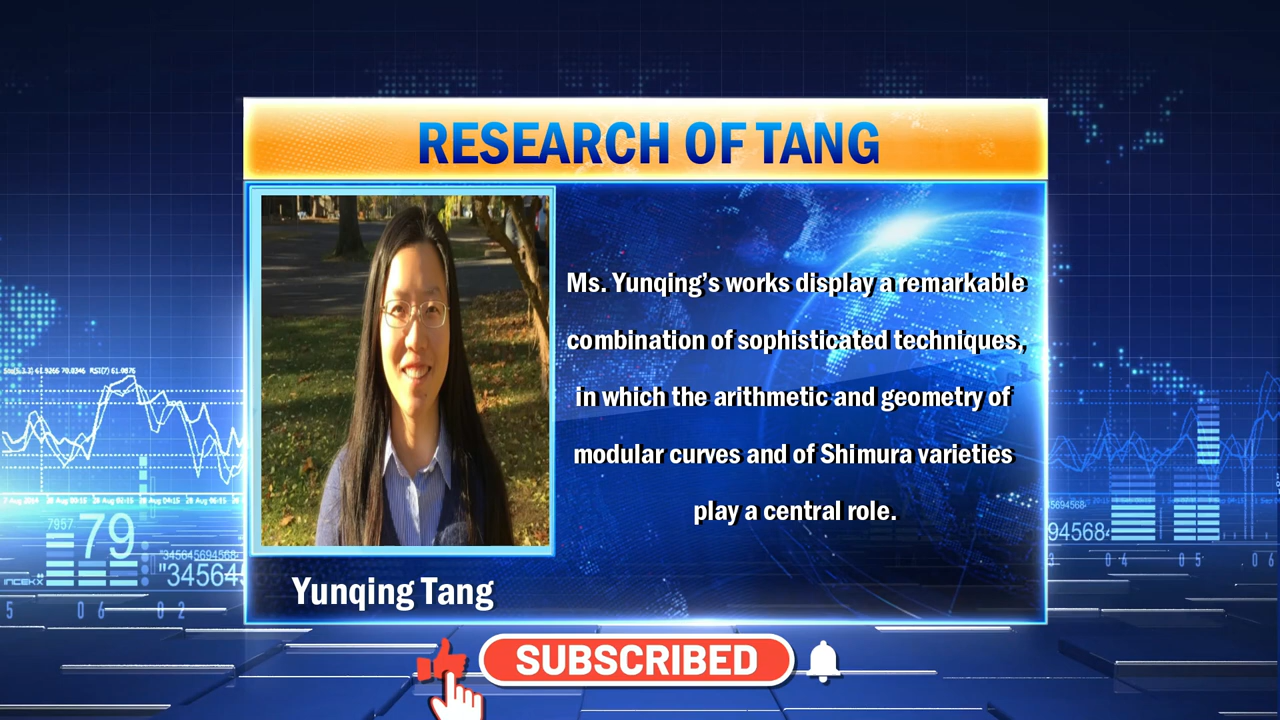 RESEARCH OF TANG
Ms. Yunqing’s works display a remarkable
combination of sophisticated techniques,
in which the arithmetic and geometry of
modular curves and of Shimura varieties
play a central role.
Yunqing Tang
SUBSCRIBED
79
7957